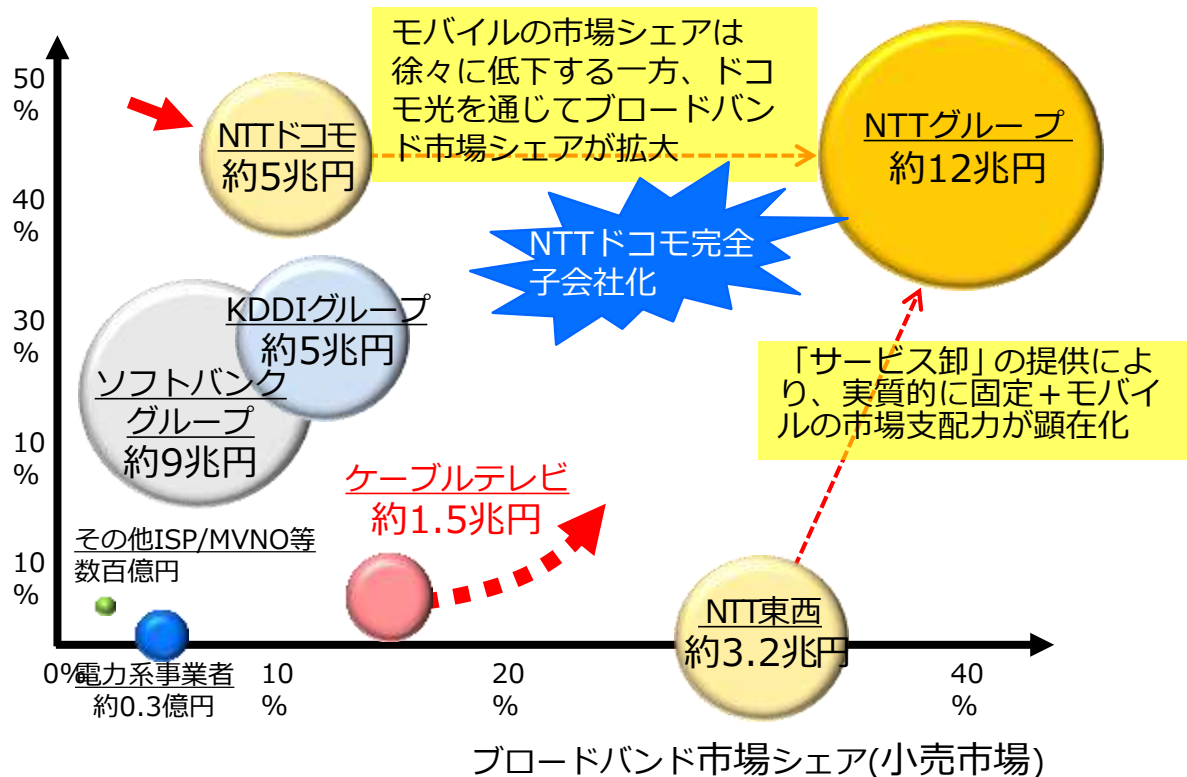 モバイルの市場シェアは
徐々に低下する一方、ドコ
モ光を通じてブロードバン
ド市場シェアが拡大
50
%
NTTドコモ
約5兆円
NTTグループ
約12兆円
40
%
NTTドコモ完全
子会社化
30
%
KDDIグループ
約5兆円
ソフトバンク
グループ
約9兆円
「サービス卸」の提供によ
り、実質的に固定＋モバイ
ルの市場支配力が顕在化
10
%
ケーブルテレビ
約1.5兆円
その他ISP/MVNO等
数百億円
10
%
NTT東西
約3.2兆円
0%
電力系事業者
約0.3億円
10
%
20
%
40
%
ブロードバンド市場シェア(小売市場)